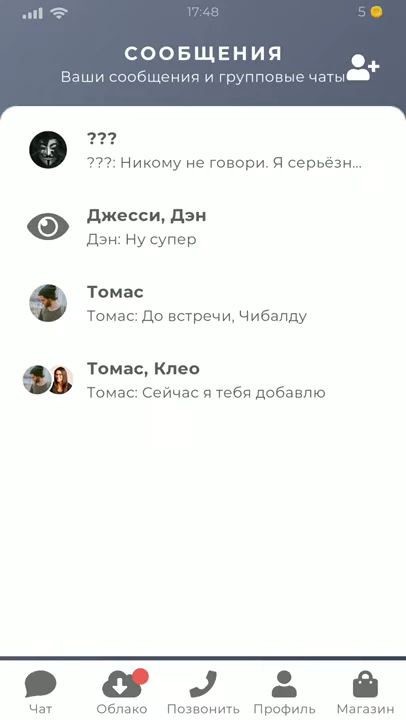 17:48
5
СООБЩЕНИЯ
Ваши сообщения и групповые чаты
???
???: Никому не говори. Я серьёзн...
Джесси, Дэн
Дэн: Ну супер
Томас
Томас: До встречи, Чибалду
Томас, Клео
Томас: Сейчас я тебя добавлю
Чат Облако Позвонить Профиль Магазин